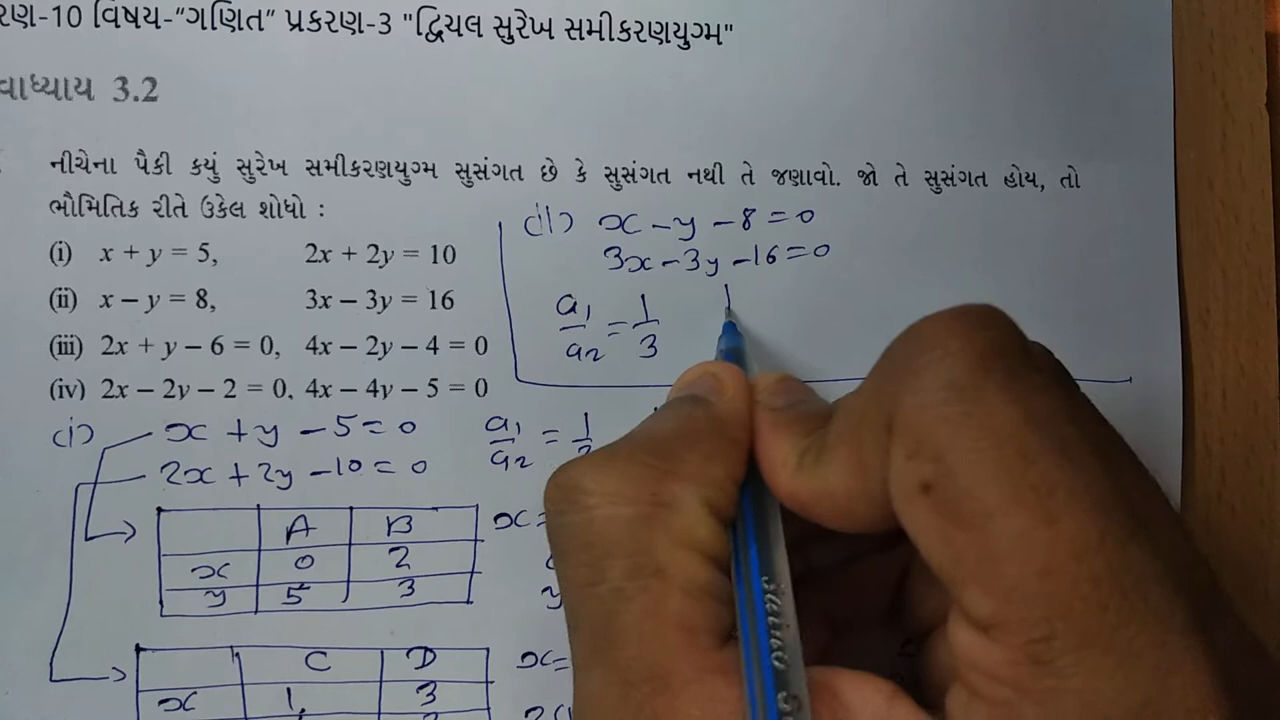 રણ-10 વિષય-"ગણિત" પ્રકરણ-3 "દ્વિચલ સુરેખ સમીકરણયુગ્મ"
વાધ્યાય 3.2
નીચેના પૈકી કયું સુરેખ સમીકરણયુગ્મ સુસંગત છે કે સુસંગત નથી તે જણાવો. જો તે સુસંગત હોય, તો
ભૌમિતિક રીતે ઉકેલ શોધો :
(i) x + y = 5, 2x + 2y = 10
(ii) x – y = 8, 3x – 3y = 16
(iii) 2x + y – 6 = 0, 4x – 2y – 4 = 0
(iv) 2x – 2y – 2 = 0, 4x – 4y – 5 = 0
(ii) x - y - 8 = 0
3x - 3y - 16 = 0
a1/a2 = 1/3
(i) x + y - 5 = 0
2x + 2y - 10 = 0
a1/a2 =
A B
x 0 2
y 5 3
x =
y
C D
x 1 3
x =